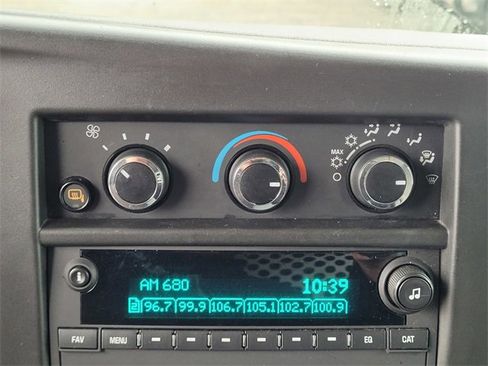 MAX
AM 680 10:39
2 96.7 99.9 106.7 105.1 102.7 100.9
FAV MENU EQ CAT